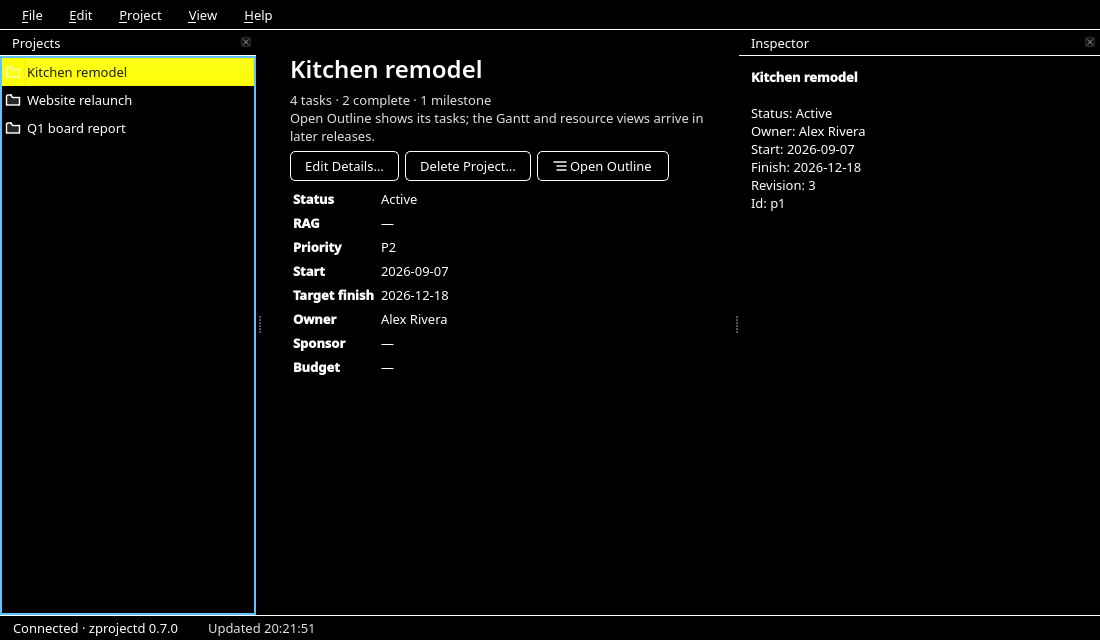 File Edit Project View Help
Projects
Kitchen remodel
Website relaunch
Q1 board report
Kitchen remodel
4 tasks · 2 complete · 1 milestone
Open Outline shows its tasks; the Gantt and resource views arrive in
later releases.
Edit Details... Delete Project... Open Outline
Status Active
RAG —
Priority P2
Start 2026-09-07
Target finish 2026-12-18
Owner Alex Rivera
Sponsor —
Budget —
Inspector
Kitchen remodel
Status: Active
Owner: Alex Rivera
Start: 2026-09-07
Finish: 2026-12-18
Revision: 3
Id: p1
Connected · zprojectd 0.7.0 Updated 20:21:51